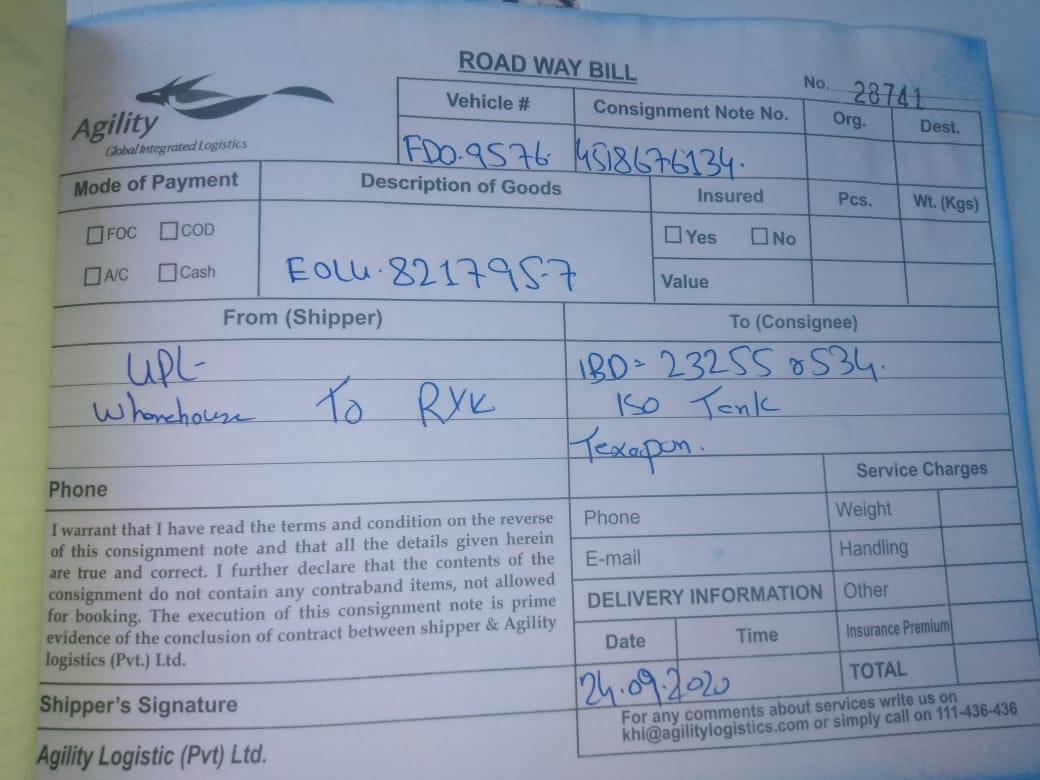 ROAD WAY BILL
No. 28741
Agility
Global Integrated Logistics
Vehicle #
Consignment Note No.
Org.
Dest.
FDO.9576
4518676134.
Mode of Payment
Description of Goods
Insured
Pcs.
Wt. (Kgs)
FOC
COD
Yes
No
A/C
Cash
EOLU.8217957
Value
From (Shipper)
To (Consignee)
UPL-
IBD= 23255 8534.
Whorehouse To RYK
ISO Tank
Texapon.
Phone
Service Charges
I warrant that I have read the terms and condition on the reverse
of this consignment note and that all the details given herein
are true and correct. I further declare that the contents of the
consignment do not contain any contraband items, not allowed
for booking. The execution of this consignment note is prime
evidence of the conclusion of contract between shipper & Agility
logistics (Pvt.) Ltd.
Phone
Weight
E-mail
Handling
DELIVERY INFORMATION
Other
Date
Time
Insurance Premium
24.09.2020
TOTAL
Shipper's Signature
For any comments about services write us on
khi@agilitylogistics.com or simply call on 111-436-436
Agility Logistic (Pvt) Ltd.